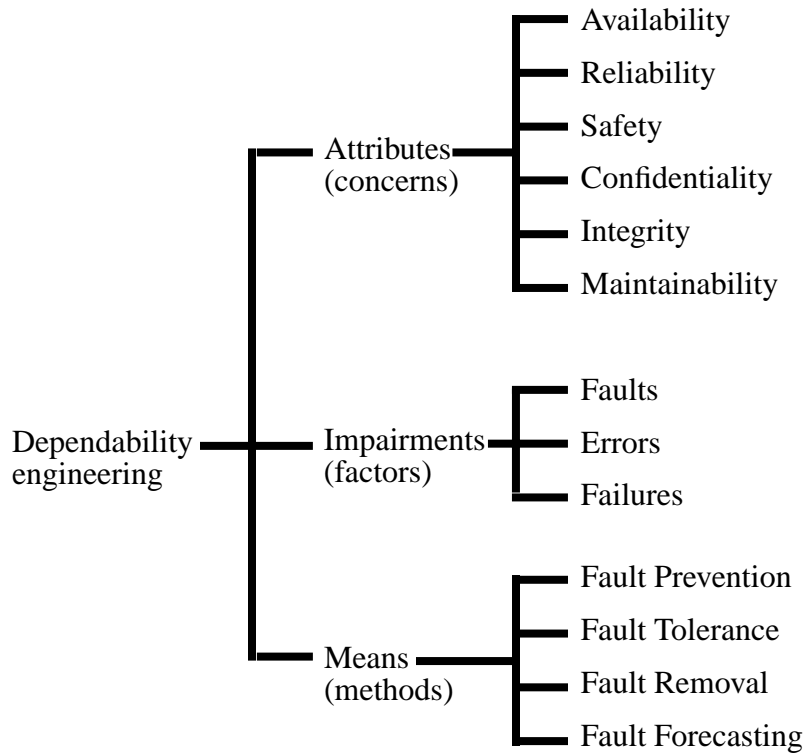 Dependability
engineering
Attributes
(concerns)
Availability
Reliability
Safety
Confidentiality
Integrity
Maintainability
Impairments
(factors)
Faults
Errors
Failures
Means
(methods)
Fault Prevention
Fault Tolerance
Fault Removal
Fault Forecasting